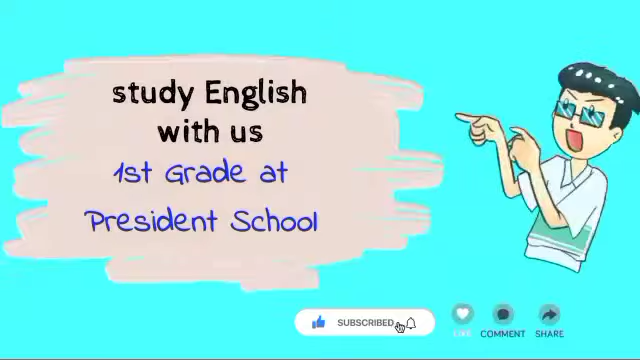 study English
with us
1st Grade at
President School
SUBSCRIBED
LIKE
COMMENT
SHARE